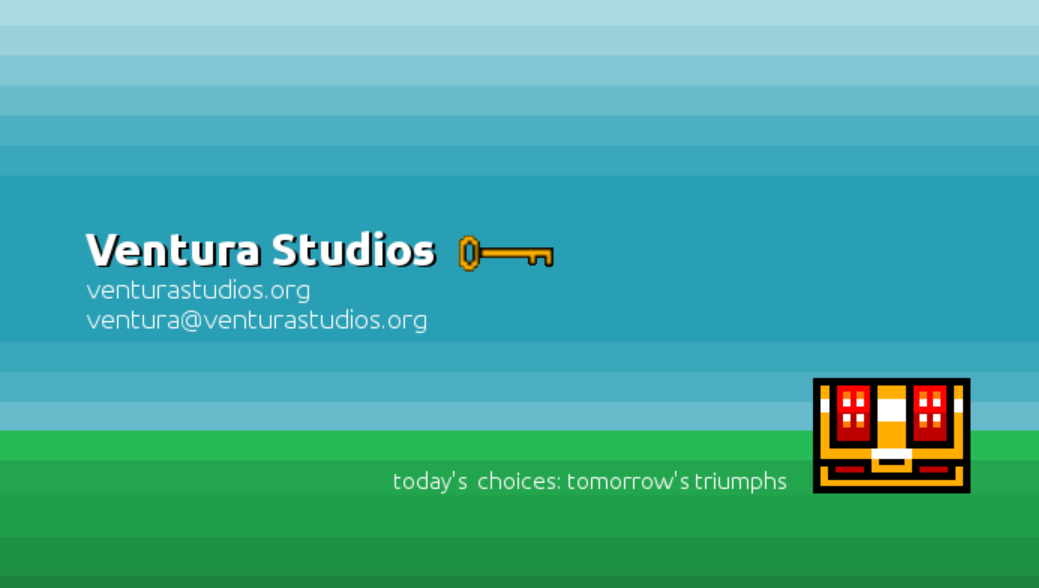 Ventura Studios
venturastudios.org
ventura@venturastudios.org
today's choices: tomorrow's triumphs